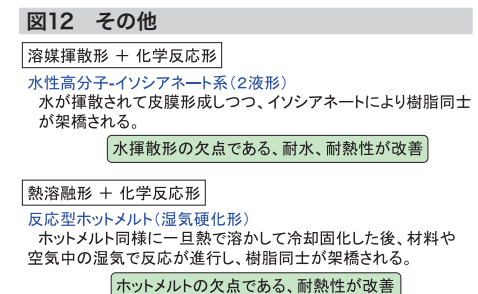 図12 その他
溶媒揮散形 + 化学反応形
水性高分子-イソシアネート系(2液形)
水が揮散されて皮膜形成しつつ、イソシアネートにより樹脂同士
が架橋される。
水揮散形の欠点である、耐水、耐熱性が改善
熱溶融形 + 化学反応形
反応型ホットメルト(湿気硬化形)
ホットメルト同様に一旦熱で溶かして冷却固化した後、材料や
空気中の湿気で反応が進行し、樹脂同士が架橋される。
ホットメルトの欠点である、耐熱性が改善